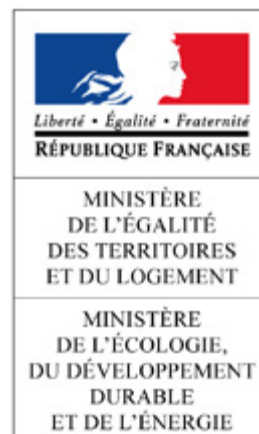 Liberté • Égalité • Fraternité
RÉPUBLIQUE FRANÇAISE
MINISTÈRE
DE L'ÉGALITÉ
DES TERRITOIRES
ET DU LOGEMENT
MINISTÈRE
DE L'ÉCOLOGIE,
DU DÉVELOPPEMENT
DURABLE
ET DE L'ÉNERGIE